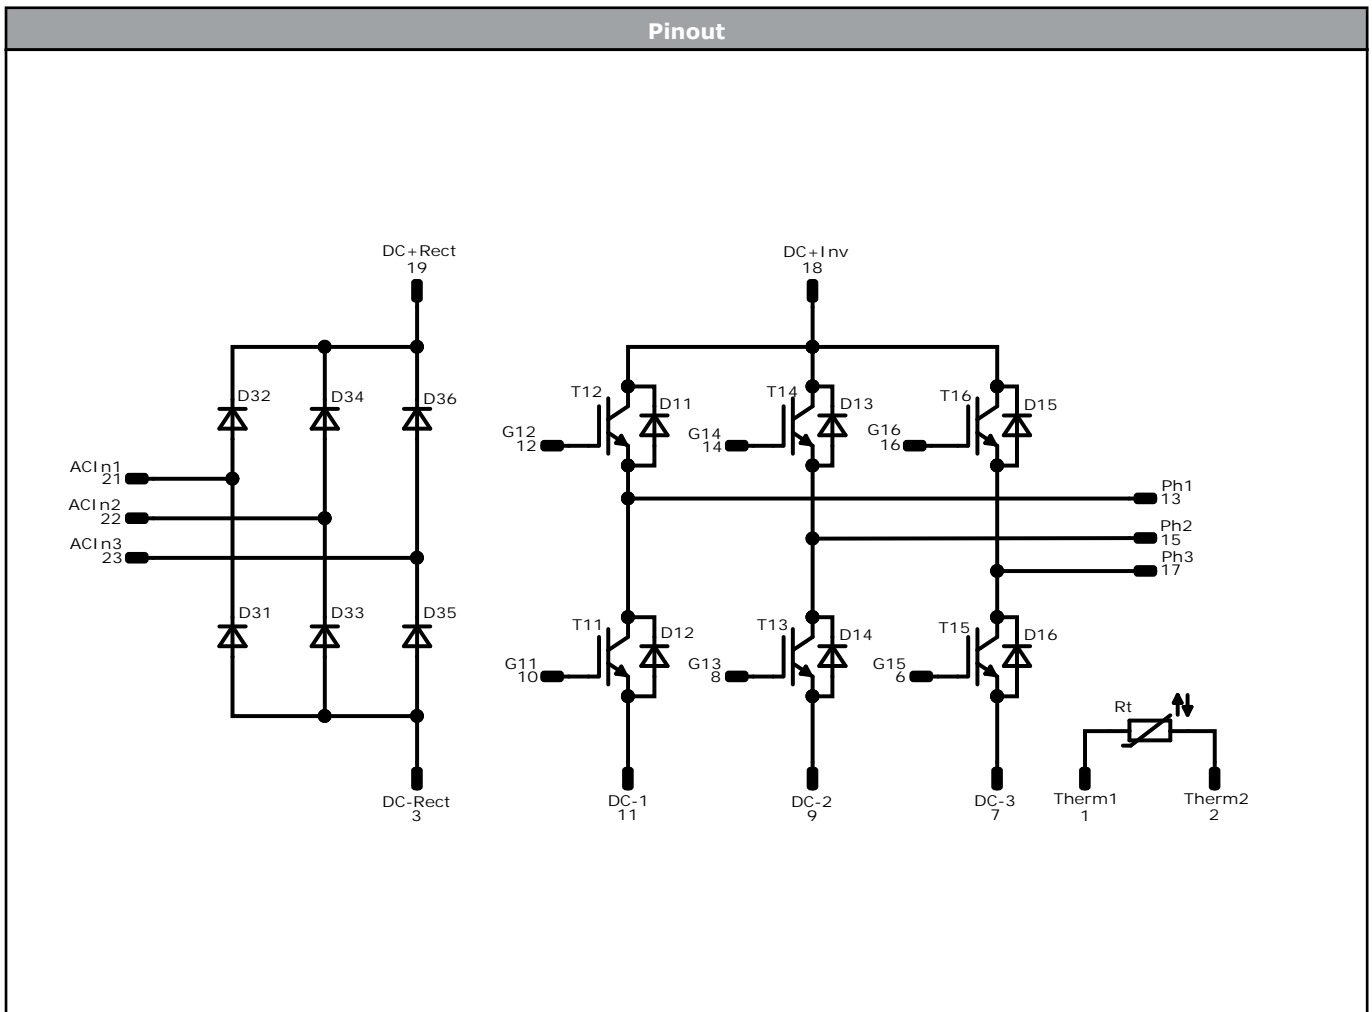 Pinout
DC+Rect
19
DC+Inv
18
D32
D34
D36
T12
D11
T14
D13
T16
D15
G12
12
G14
14
G16
16
ACIn1
21
ACIn2
22
ACIn3
23
Ph1
13
Ph2
15
Ph3
17
D31
D33
D35
T11
D12
T13
D14
T15
D16
G11
10
G13
8
G15
6
Rt
DC-Rect
3
DC-1
11
DC-2
9
DC-3
7
Therm1
1
Therm2
2